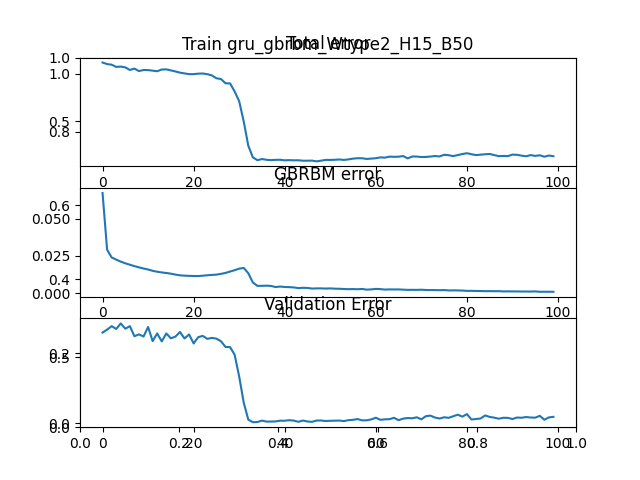 Train gru_gbrbm_Wtype2_H15_B50
Total error
1.0
1.0
0.5
0.8
0 20 40 60 80 100
GBRBM error
0.6
0.050
0.025
0.4
0.000
0 20 40 60 80 100
Validation Error
0.2
0.5
0.0
0.0
0 20 40 60 80 100
0.0 0.2 0.4 0.6 0.8 1.0